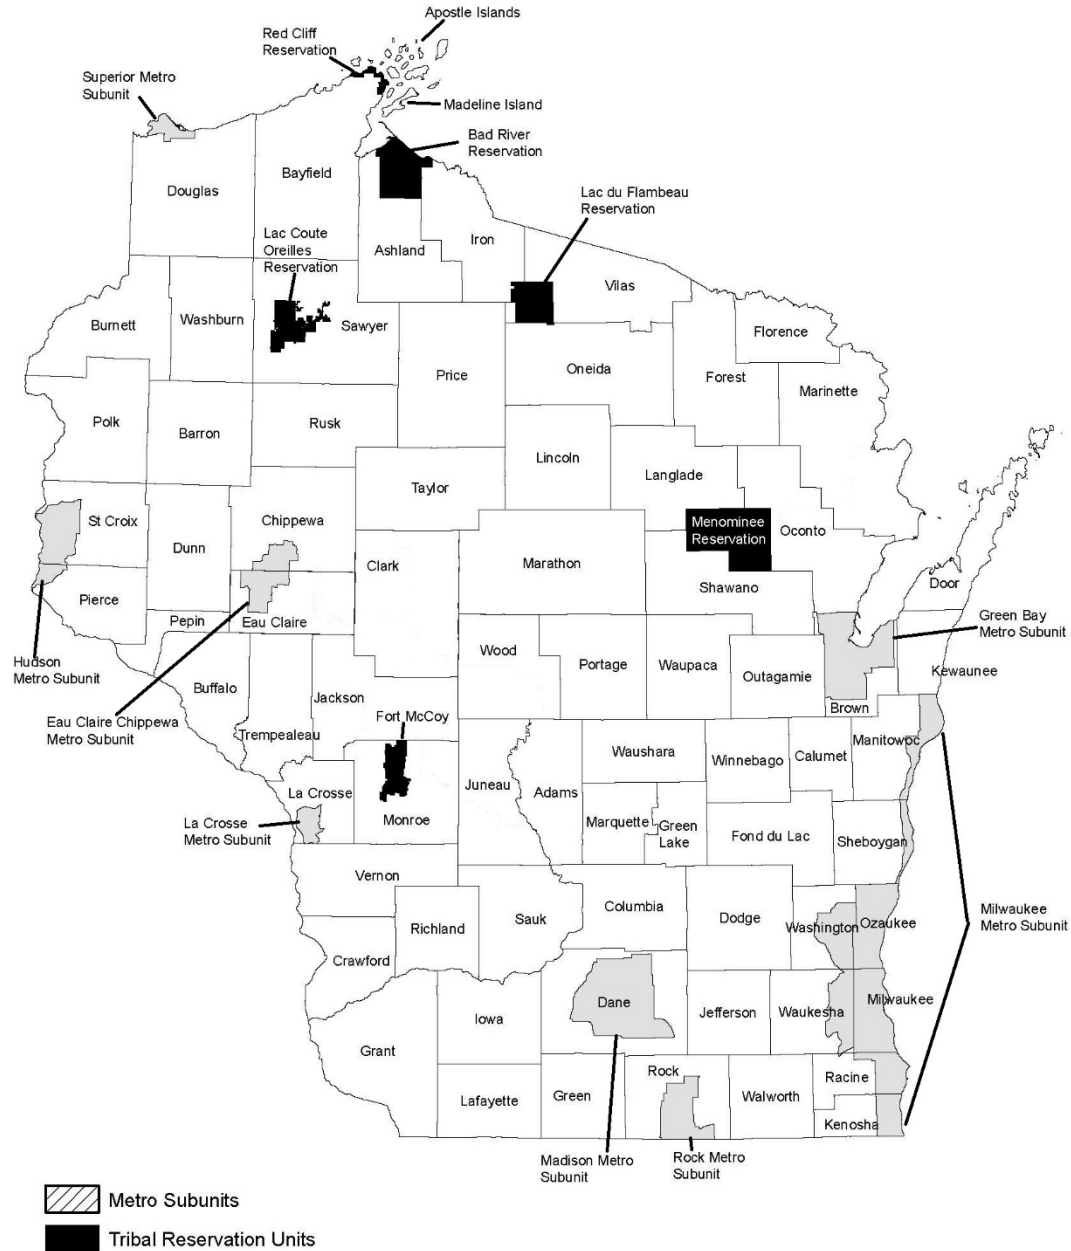 Apostle Islands
Red Cliff
Reservation
Superior Metro
Subunit
Madeline Island
Bad River
Reservation
Bayfield
Douglas
Lac du Flambeau
Reservation
Lac Coute
Oreilles
Reservation
Ashland
Iron
Vilas
Burnett
Washburn
Sawyer
Florence
Price
Oneida
Forest
Marinette
Polk
Barron
Rusk
Lincoln
Langlade
Taylor
St Croix
Chippewa
Menominee
Reservation
Oconto
Dunn
Clark
Marathon
Door
Pierce
Shawano
Pepin
Eau Claire
Green Bay
Metro Subunit
Hudson
Metro Subunit
Wood
Portage
Waupaca
Outagamie
Kewaunee
Buffalo
Jackson
Brown
Eau Claire Chippewa
Metro Subunit
Fort McCoy
Trempealeau
Waushara
Winnebago
Calumet
Manitowoc
La Crosse
Juneau
Adams
La Crosse
Metro Subunit
Monroe
Marquette
Green
Lake
Fond du Lac
Sheboygan
Vernon
Columbia
Dodge
Richland
Sauk
Washington
Ozaukee
Milwaukee
Metro Subunit
Crawford
Dane
Iowa
Jefferson
Waukesha
Milwaukee
Grant
Rock
Racine
Lafayette
Green
Walworth
Kenosha
Madison Metro
Subunit
Rock Metro
Subunit
Metro Subunits
Tribal Reservation Units